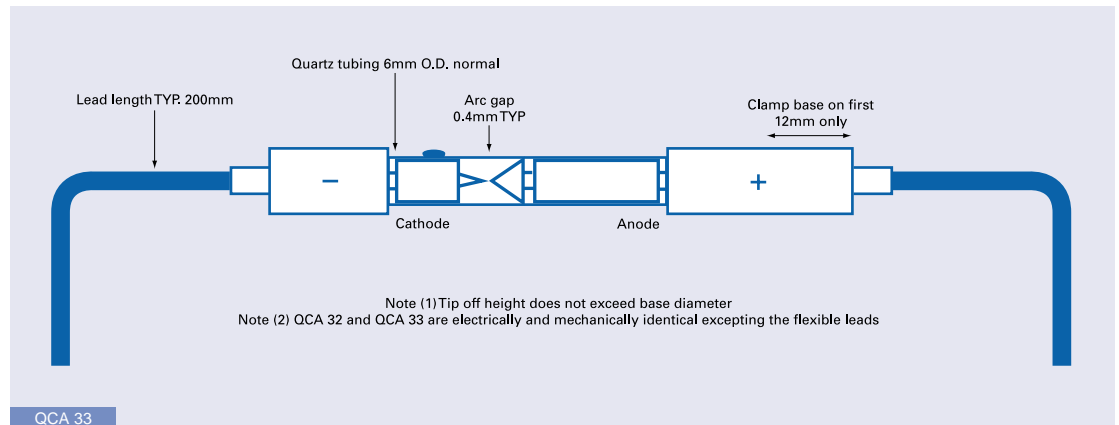 Quartz tubing 6mm O.D. normal
Lead length TYP. 200mm
Arc gap
0.4mm TYP
Clamp base on first
12mm only
−
+
Cathode
Anode
Note (1) Tip off height does not exceed base diameter
Note (2) QCA 32 and QCA 33 are electrically and mechanically identical excepting the flexible leads
QCA 33